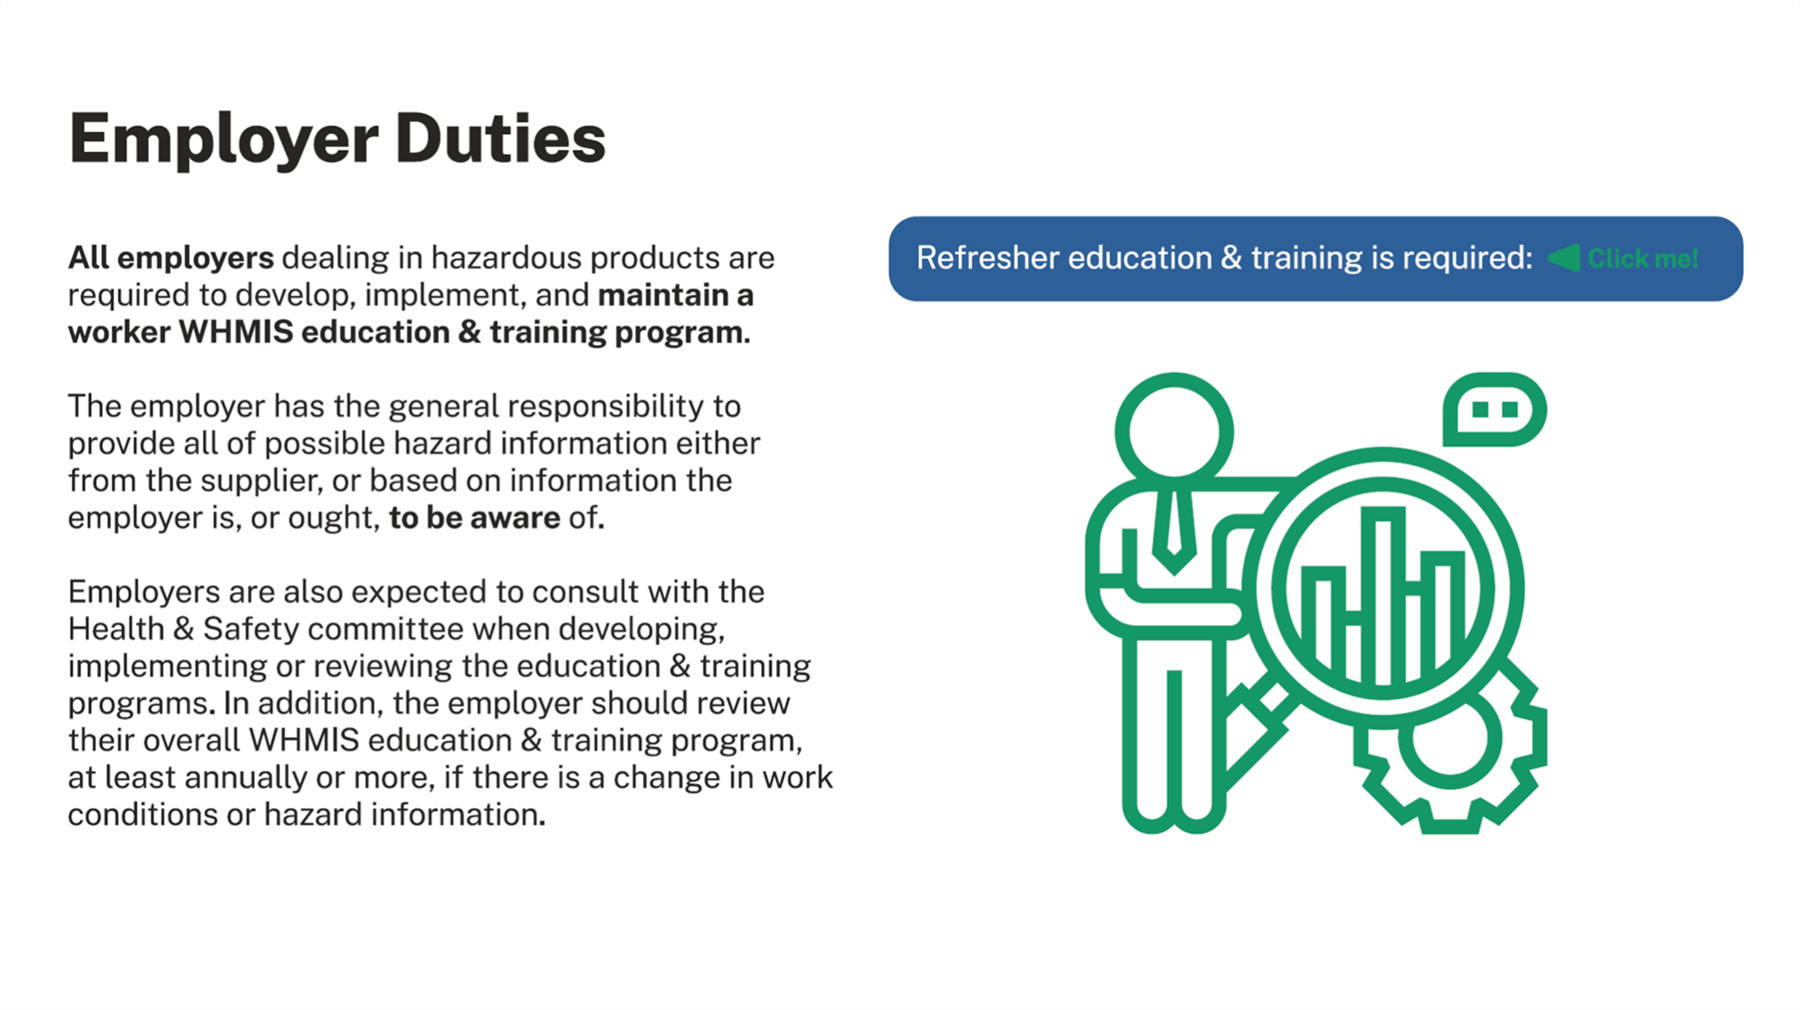 Employer Duties
All employers dealing in hazardous products are
required to develop, implement, and maintain a
worker WHMIS education & training program.
The employer has the general responsibility to
provide all of possible hazard information either
from the supplier, or based on information the
employer is, or ought, to be aware of.
Employers are also expected to consult with the
Health & Safety committee when developing,
implementing or reviewing the education & training
programs. In addition, the employer should review
their overall WHMIS education & training program,
at least annually or more, if there is a change in work
conditions or hazard information.
Refresher education & training is required: Click me!